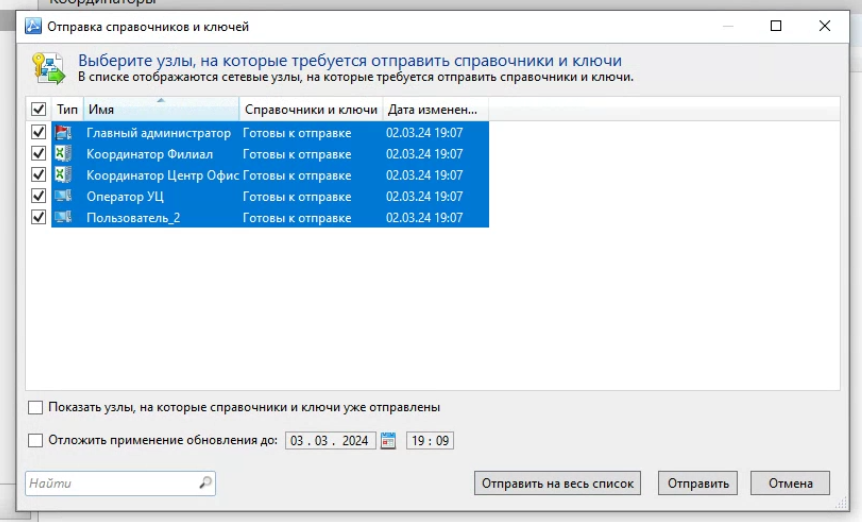 Координаторы
Отправка справочников и ключей
Выберите узлы, на которые требуется отправить справочники и ключи
В списке отображаются сетевые узлы, на которые требуется отправить справочники и ключи.
Тип Имя Справочники и ключи Дата изменен...
Главный администратор Готовы к отправке 02.03.24 19:07
Координатор Филиал Готовы к отправке 02.03.24 19:07
Координатор Центр Офис Готовы к отправке 02.03.24 19:07
Оператор УЦ Готовы к отправке 02.03.24 19:07
Пользователь_2 Готовы к отправке 02.03.24 19:07
Показать узлы, на которые справочники и ключи уже отправлены
Отложить применение обновления до: 03 . 03 . 2024 19 : 09
Найти Отправить на весь список Отправить Отмена